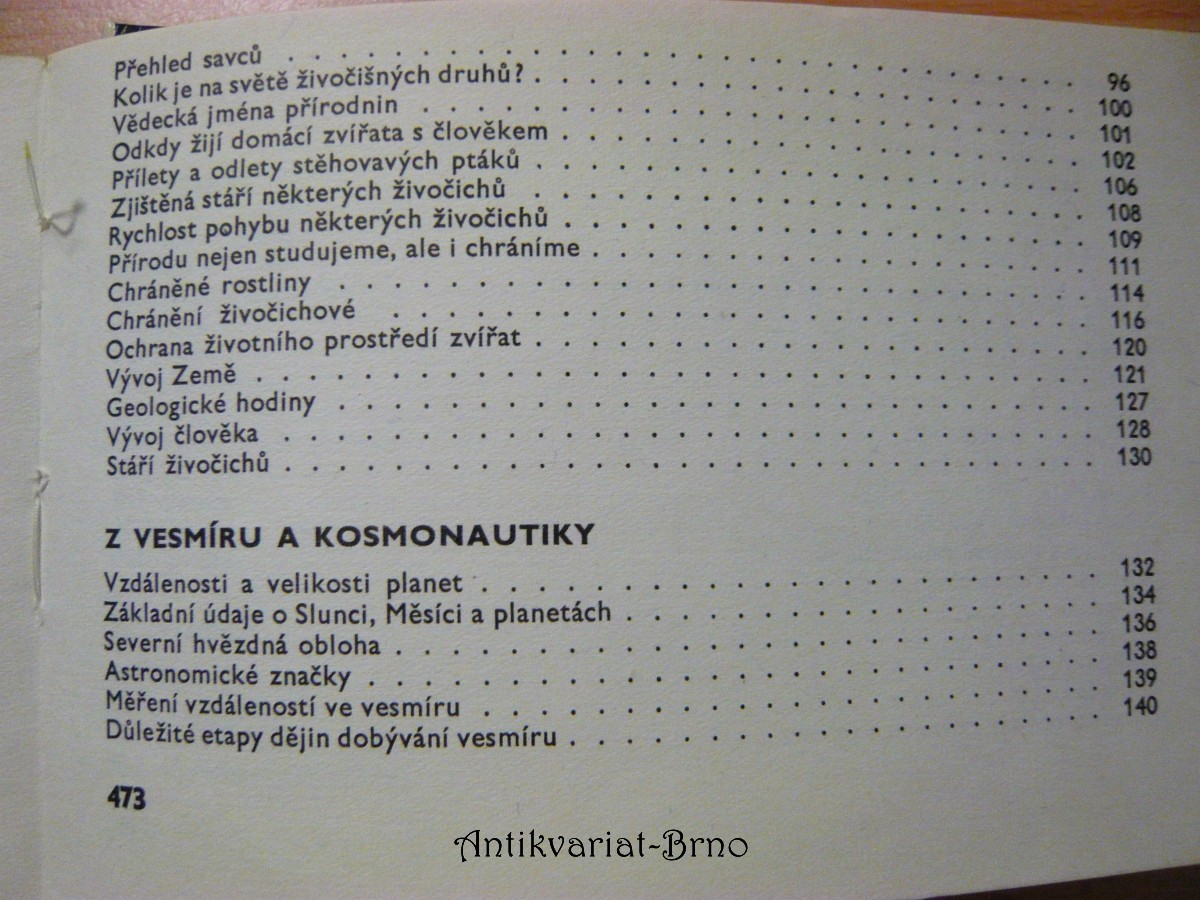 Přehled savců . . . . . . . . . . . . . . . . . . . . . . . . . . . . 96
Kolik je na světě živočišných druhů? . . . . . . . . . . . . . . . . . . . 100
Vědecká jména přírodnin . . . . . . . . . . . . . . . . . . . . . . . 101
Odkdy žijí domácí zvířata s člověkem . . . . . . . . . . . . . . . . . . 102
Přílety a odlety stěhovavých ptáků . . . . . . . . . . . . . . . . . . . 106
Zjištěná stáří některých živočichů . . . . . . . . . . . . . . . . . . . 108
Rychlost pohybu některých živočichů . . . . . . . . . . . . . . . . . . 109
Přírodu nejen studujeme, ale i chráníme . . . . . . . . . . . . . . . . . 111
Chráněné rostliny . . . . . . . . . . . . . . . . . . . . . . . . . . 114
Chránění živočichové . . . . . . . . . . . . . . . . . . . . . . . . 116
Ochrana životního prostředí zvířat . . . . . . . . . . . . . . . . . . . 120
Vývoj Země . . . . . . . . . . . . . . . . . . . . . . . . . . . . . 121
Geologické hodiny . . . . . . . . . . . . . . . . . . . . . . . . . . 127
Vývoj člověka . . . . . . . . . . . . . . . . . . . . . . . . . . . . 128
Stáří živočichů . . . . . . . . . . . . . . . . . . . . . . . . . . . . 130
Z VESMÍRU A KOSMONAUTIKY
Vzdálenosti a velikosti planet . . . . . . . . . . . . . . . . . . . . . 132
Základní údaje o Slunci, Měsíci a planetách . . . . . . . . . . . . . . . . 134
Severní hvězdná obloha . . . . . . . . . . . . . . . . . . . . . . . . 136
Astronomické značky . . . . . . . . . . . . . . . . . . . . . . . . . 138
Měření vzdáleností ve vesmíru . . . . . . . . . . . . . . . . . . . . . 139
Důležité etapy dějin dobývání vesmíru . . . . . . . . . . . . . . . . . . 140
473
Antikvariat-Brno